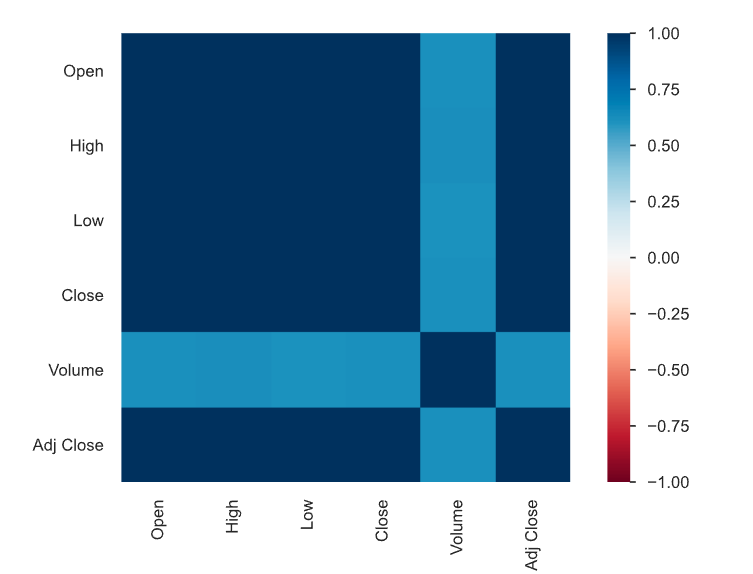 Open
High
Low
Close
Volume
Adj Close
Open
High
Low
Close
Volume
Adj Close
1.00
0.75
0.50
0.25
0.00
−0.25
−0.50
−0.75
−1.00